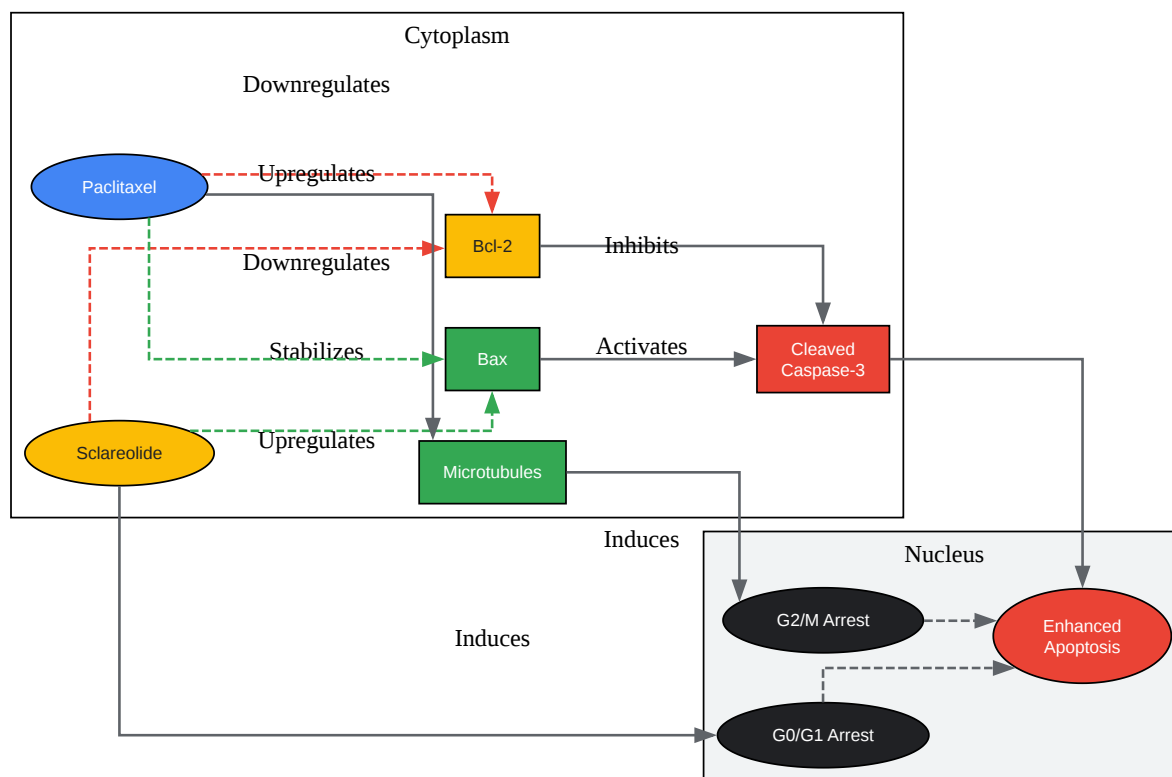 Cytoplasm
Downregulates
Upregulates
Paclitaxel
Bcl-2
Inhibits
Downregulates
Stabilizes
Bax
Activates
Cleaved
Caspase-3
Upregulates
Sclareolide
Microtubules
Induces
Nucleus
G2/M Arrest
Enhanced
Apoptosis
Induces
G0/G1 Arrest